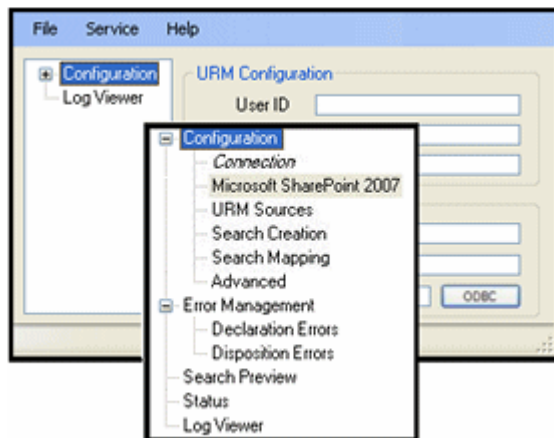 File Service Help
Configuration
Log Viewer
URM Configuration
User ID
Configuration
Connection
Microsoft SharePoint 2007
URM Sources
Search Creation
Search Mapping
Advanced
Error Management
Declaration Errors
Disposition Errors
Search Preview
Status
Log Viewer
ODBC